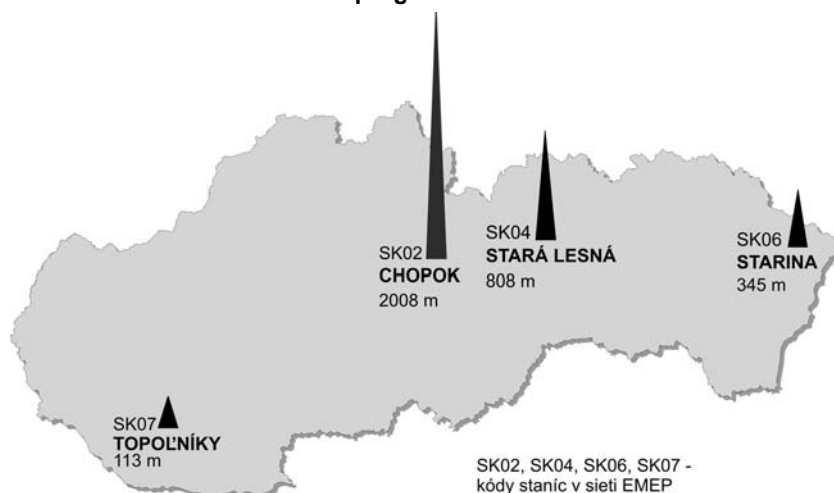 SK02
CHOPOK
2008 m
SK04
STARÁ LESNÁ
808 m
SK06
STARINA
345 m
SK07
TOPOĽNÍKY
113 m
SK02, SK04, SK06, SK07 -
kódy staníc v sieti EMEP